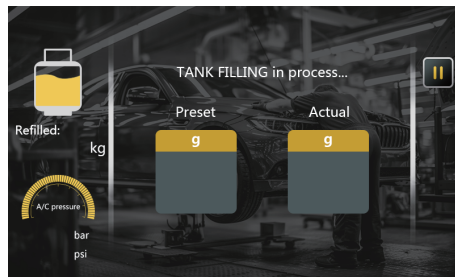 TANK FILLING in process...
Preset
Actual
g
g
Refilled:
kg
A/C pressure
bar
psi